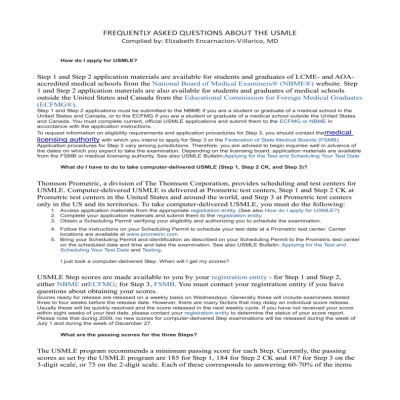 FREQUENTLY ASKED QUESTIONS ABOUT THE USMLE
Complied by: Elizabeth Encarnacion-Villarico, MD
How do I apply for USMLE?
Step 1 and Step 2 application materials are available for students and graduates of LCME- and AOA-
accredited medical schools from the National Board of Medical Examiners® (NBME®) website. Step
1 and Step 2 application materials are also available for students and graduates of medical schools
outside the United States and Canada from the Educational Commission for Foreign Medical Graduates
(ECFMG®).
Step 1 and Step 2 applications must be submitted to the NBME if you are a student or graduate of a medical school in the
United States and Canada, or to the ECFMG if you are a student or graduate of a medical school outside the United States
and Canada. You must complete current, official USMLE applications and submit them to the ECFMG or NBME in
accordance with the application instructions.
To request information on eligibility requirements and application procedures for Step 3, you should contact themedical
licensing authority with which you intend to apply for Step 3 or the Federation of State Medical Boards (FSMB).
Application procedures for Step 3 vary among jurisdictions. Therefore, you are advised to begin inquiries well in advance of
the dates on which you expect to take the examination. Depending on the licensing board, application materials are available
from the FSMB or medical licensing authority. See also USMLE Bulletin:Applying for the Test and Scheduling Your Test Date
What do I have to do to take computer-delivered USMLE (Step 1, Step 2 CK, and Step 3)?
Thomson Prometric, a division of The Thomson Corporation, provides scheduling and test centers for
USMLE. Computer-delivered USMLE is delivered at Prometric test centers, Step 1 and Step 2 CK at
Prometric test centers in the United States and around the world, and Step 3 at Prometric test centers
only in the US and its territories. To take computer-delivered USMLE, you must do the following:
1. Access application materials from the appropriate registration entity. (See also How do I apply for USMLE?)
2. Complete your application materials and submit them to the registration entity.
3. Obtain a Scheduling Permit verifying your eligibility and authorizing you to schedule the examination.
4. Follow the instructions on your Scheduling Permit to schedule your test date at a Prometric test center. Center
locations are available at www.prometric.com
5. Bring your Scheduling Permit and identification as described on your Scheduling Permit to the Prometric test center
on the scheduled date and time and take the examination. See also USMLE Bulletin: Applying for the Test and
Scheduling Your Test Date and Testing.
I just took a computer-delivered Step. When will I get my scores?
USMLE Step scores are made available to you by your registration entity - for Step 1 and Step 2,
either NBME orECFMG; for Step 3, FSMB. You must contact your registration entity if you have
questions about obtaining your scores.
Scores ready for release are released on a weekly basis on Wednesdays. Generally these will include examinees tested
three to four weeks before the release date. However, there are many factors that may delay an individual score release.
Usually these will be quickly resolved and the score released in the next weekly cycle. If you have not received your score
within eight weeks of your test date, please contact your registration entity to determine the status of your score report.
Please note that during 2009, no new scores for computer-delivered Step examinations will be released during the week of
July 1 and during the week of December 27.
What are the passing scores for the three Steps?
The USMLE program recommends a minimum passing score for each Step. Currently, the passing
scores as set by the USMLE program are 185 for Step 1, 184 for Step 2 CK and 187 for Step 3 on the
3-digit scale, or 75 on the 2-digit scale. Each of these corresponds to answering 60-70% of the items